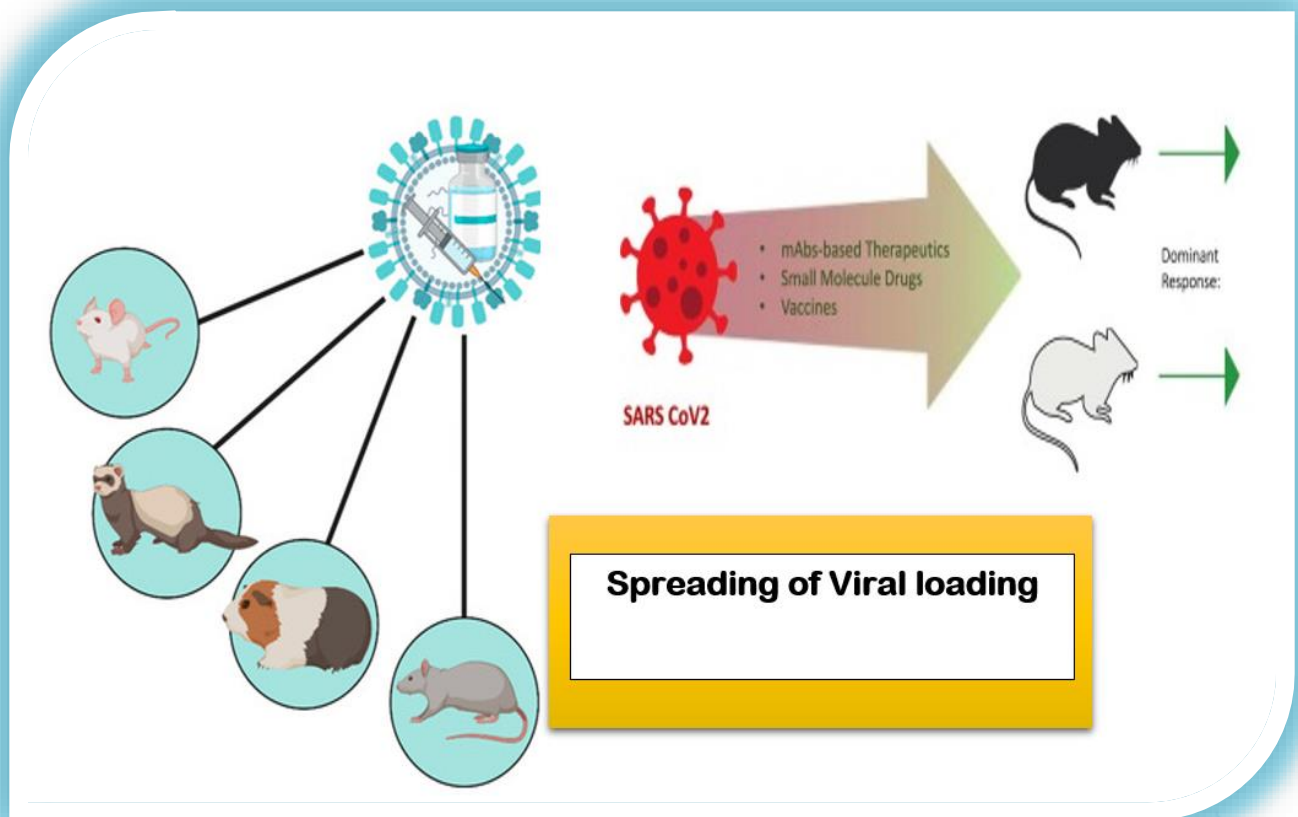 • mAbs-based Therapeutics
• Small Molecule Drugs
• Vaccines
SARS CoV2
Dominant
Response:
Spreading of Viral loading